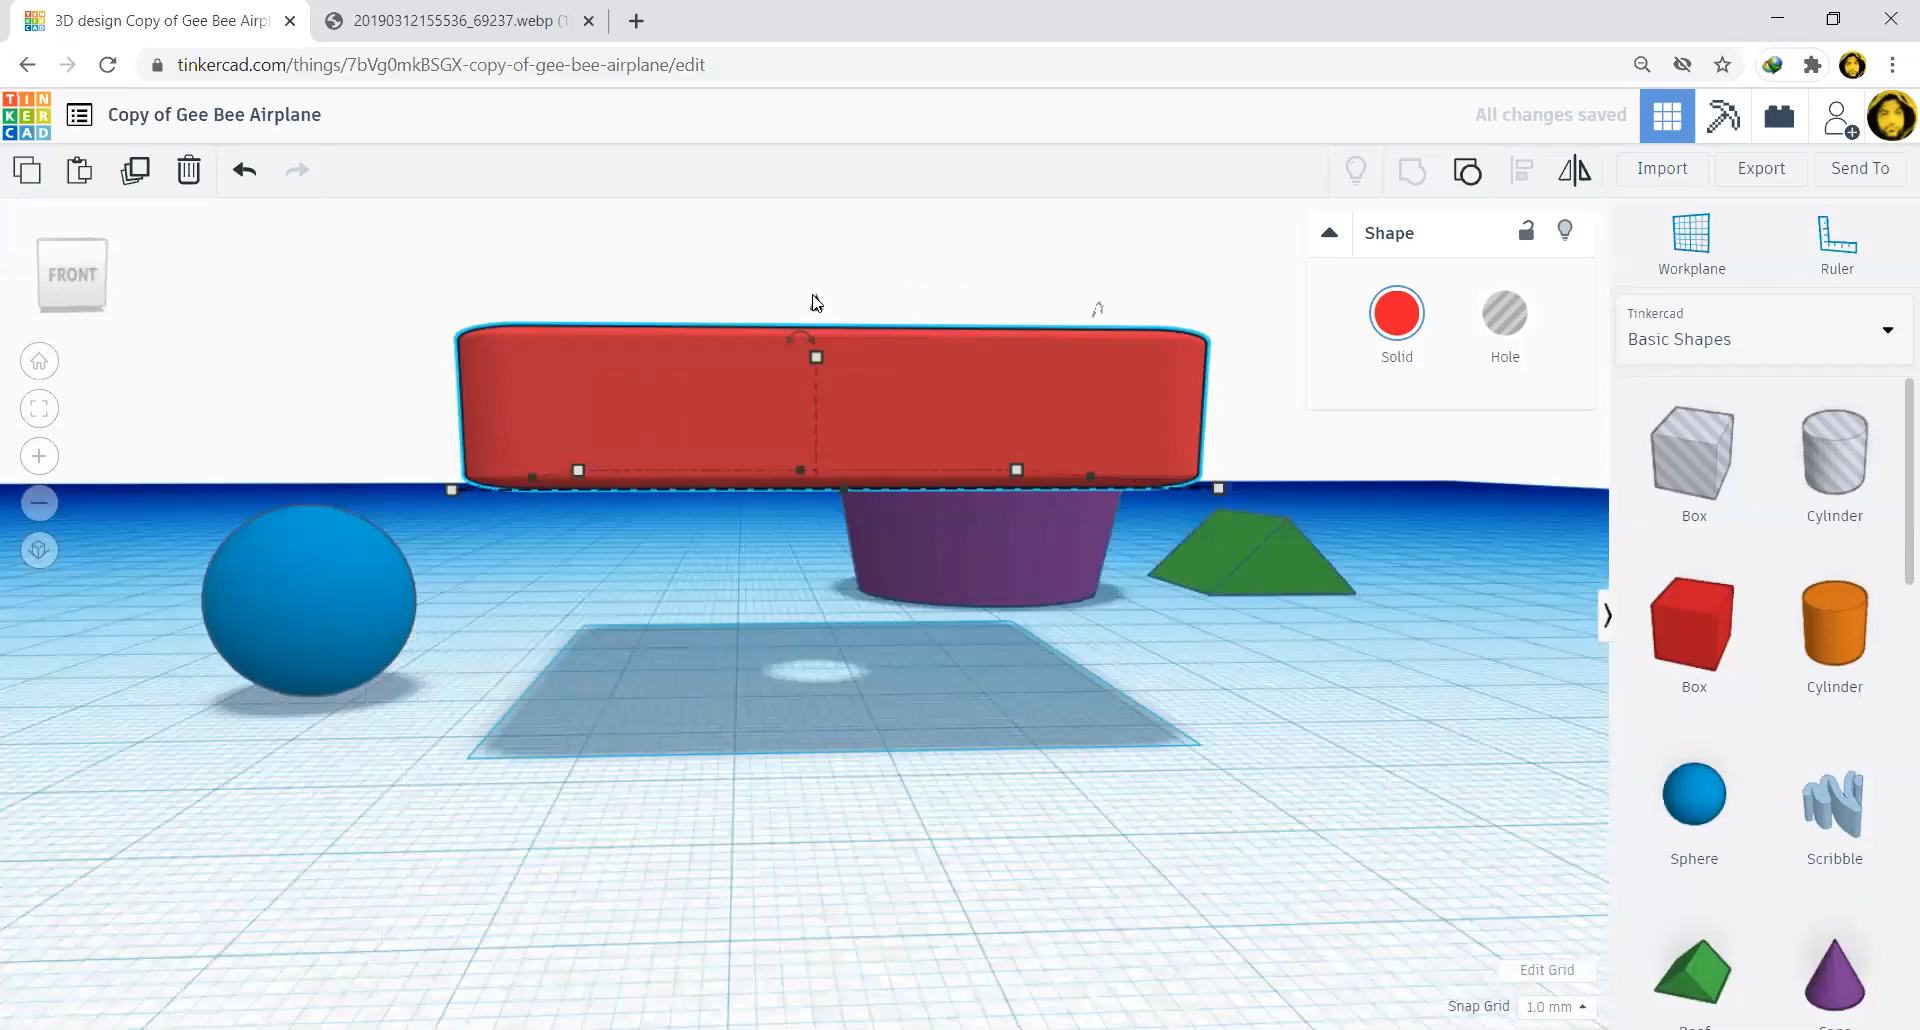 3D design Copy of Gee Bee Airpl
20190312155536_69237.webp (1
tinkercad.com/things/7bVg0mkBSGX-copy-of-gee-bee-airplane/edit
TIN
KER
CAD
Copy of Gee Bee Airplane
All changes saved
Import
Export
Send To
FRONT
Shape
Solid
Hole
Workplane
Ruler
Tinkercad
Basic Shapes
Box
Cylinder
Box
Cylinder
Sphere
Scribble
Edit Grid
Snap Grid
1.0 mm